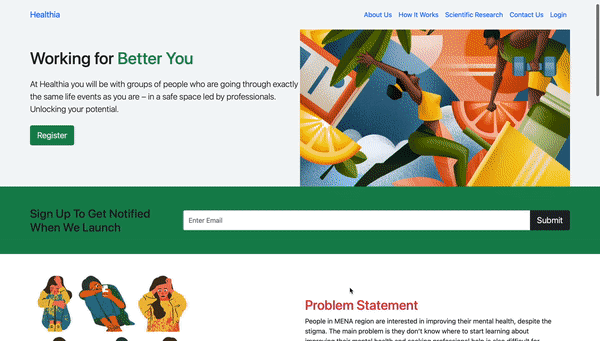 Healthia
About Us How It Works Scientific Research Contact Us Login
Working for Better You
At Healthia you will be with groups of people who are going through exactly
the same life events as you are – in a safe space led by professionals.
Unlocking your potential.
Register
Sign Up To Get Notified
When We Launch
Enter Email
Submit
Problem Statement
People in MENA region are interested in improving their mental health, despite the
stigma. The main problem is they don't know where to start learning about
improving their mental health and seeking professional help is also difficult for